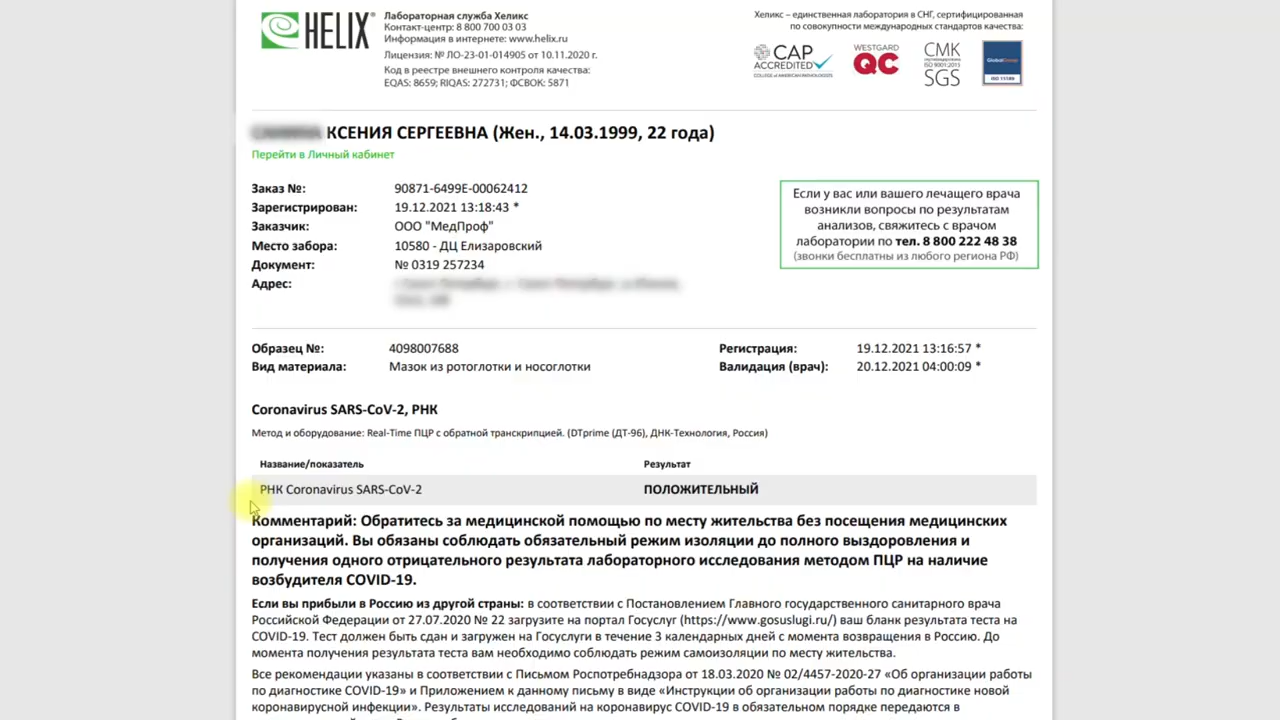 HELIX®
Лабораторная служба Хеликс
Контакт-центр: 8 800 700 03 03
Информация в интернете: www.helix.ru
Лицензия: № ЛО-23-01-014905 от 10.11.2020 г.
Код в реестре внешнего контроля качества:
EQAS: 8659; RIQAS: 272731; ФСВОК: 5871
Хеликс – единственная лаборатория в СНГ, сертифицированная
по совокупности международных стандартов качества:
CAP
ACCREDITED
COLLEGE of AMERICAN PATHOLOGISTS
WESTGARD
QC
СМК
ISO 9001:2015
SGS
GlobalGroup
ISO 15189
КСЕНИЯ СЕРГЕЕВНА (Жен., 14.03.1999, 22 года)
Перейти в Личный кабинет
Заказ №: 90871-6499E-00062412
Зарегистрирован: 19.12.2021 13:18:43 *
Заказчик: ООО "МедПроф"
Место забора: 10580 - ДЦ Елизаровский
Документ: № 0319 257234
Адрес:
Если у вас или вашего лечащего врача
возникли вопросы по результатам
анализов, свяжитесь с врачом
лаборатории по тел. 8 800 222 48 38
(звонки бесплатны из любого региона РФ)
Образец №: 4098007688 Регистрация: 19.12.2021 13:16:57 *
Вид материала: Мазок из ротоглотки и носоглотки Валидация (врач): 20.12.2021 04:00:09 *
Coronavirus SARS-CoV-2, РНК
Метод и оборудование: Real-Time ПЦР с обратной транскрипцией. (DTprime (ДТ-96), ДНК-Технология, Россия)
Название/показатель Результат
РНК Coronavirus SARS-CoV-2 ПОЛОЖИТЕЛЬНЫЙ
Комментарий: Обратитесь за медицинской помощью по месту жительства без посещения медицинских
организаций. Вы обязаны соблюдать обязательный режим изоляции до полного выздоровления и
получения одного отрицательного результата лабораторного исследования методом ПЦР на наличие
возбудителя COVID-19.
Если вы прибыли в Россию из другой страны: в соответствии с Постановлением Главного государственного санитарного врача
Российской Федерации от 27.07.2020 № 22 загрузите на портал Госуслуг (https://www.gosuslugi.ru/) ваш бланк результата теста на
COVID-19. Тест должен быть сдан и загружен на Госуслуги в течение 3 календарных дней с момента возвращения в Россию. До
момента получения результата теста вам необходимо соблюдать режим самоизоляции по месту жительства.
Все рекомендации указаны в соответствии с Письмом Роспотребнадзора от 18.03.2020 № 02/4457-2020-27 «Об организации работы
по диагностике COVID-19» и Приложением к данному письму в виде «Инструкции об организации работы по диагностике новой
коронавирусной инфекции». Результаты исследований на коронавирус COVID-19 в обязательном порядке передаются в